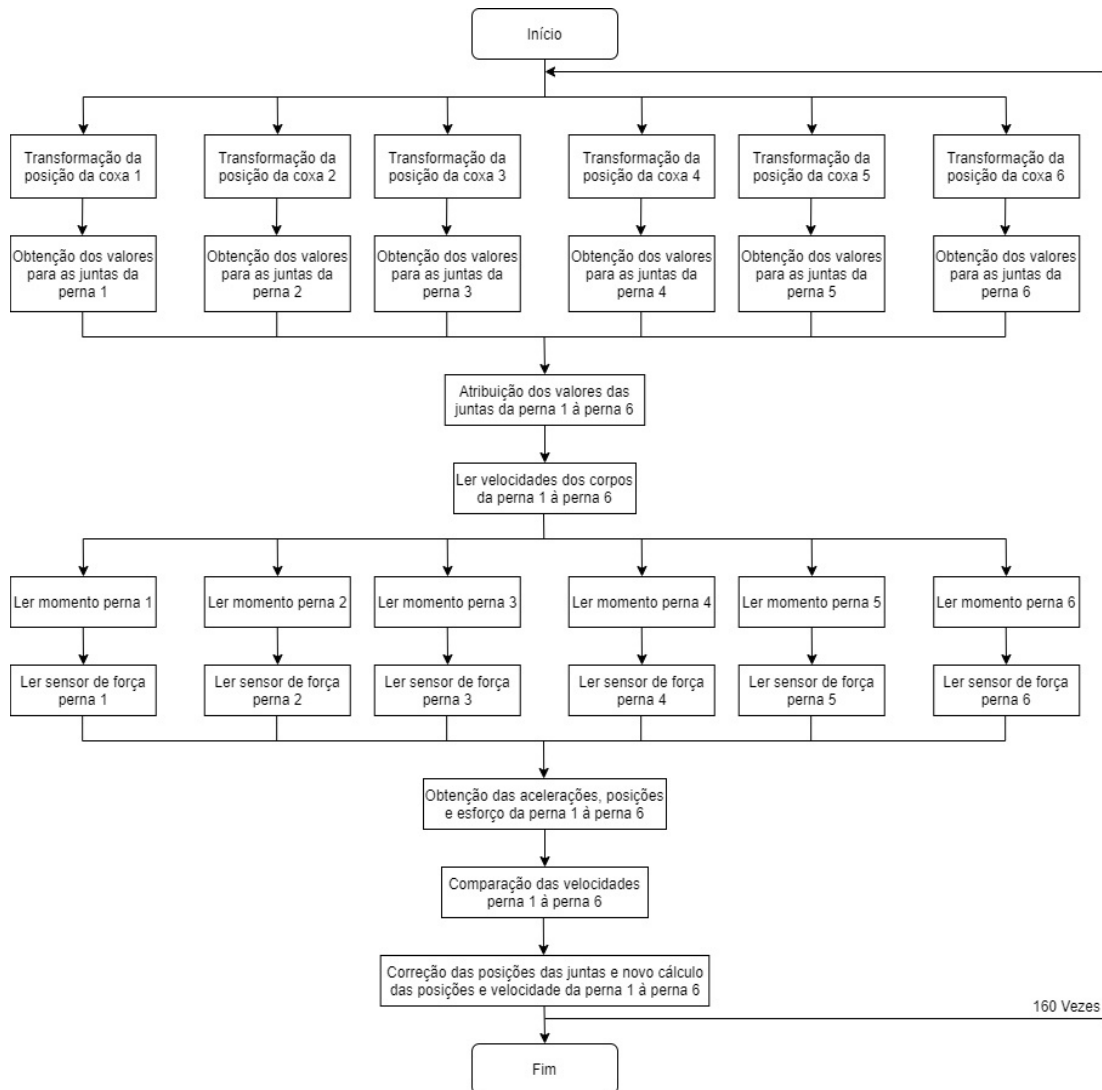 Início
Transformação da
posição da coxa 1
Transformação da
posição da coxa 2
Transformação da
posição da coxa 3
Transformação da
posição da coxa 4
Transformação da
posição da coxa 5
Transformação da
posição da coxa 6
Obtenção dos valores
para as juntas da
perna 1
Obtenção dos valores
para as juntas da
perna 2
Obtenção dos valores
para as juntas da
perna 3
Obtenção dos valores
para as juntas da
perna 4
Obtenção dos valores
para as juntas da
perna 5
Obtenção dos valores
para as juntas da
perna 6
Atribuição dos valores das
juntas da perna 1 à perna 6
Ler velocidades dos corpos
da perna 1 à perna 6
Ler momento perna 1
Ler momento perna 2
Ler momento perna 3
Ler momento perna 4
Ler momento perna 5
Ler momento perna 6
Ler sensor de força
perna 1
Ler sensor de força
perna 2
Ler sensor de força
perna 3
Ler sensor de força
perna 4
Ler sensor de força
perna 5
Ler sensor de força
perna 6
Obtenção das acelerações, posições
e esforço da perna 1 à perna 6
Comparação das velocidades
perna 1 à perna 6
Correção das posições das juntas e novo cálculo
das posições e velocidade da perna 1 à perna 6
160 Vezes
Fim